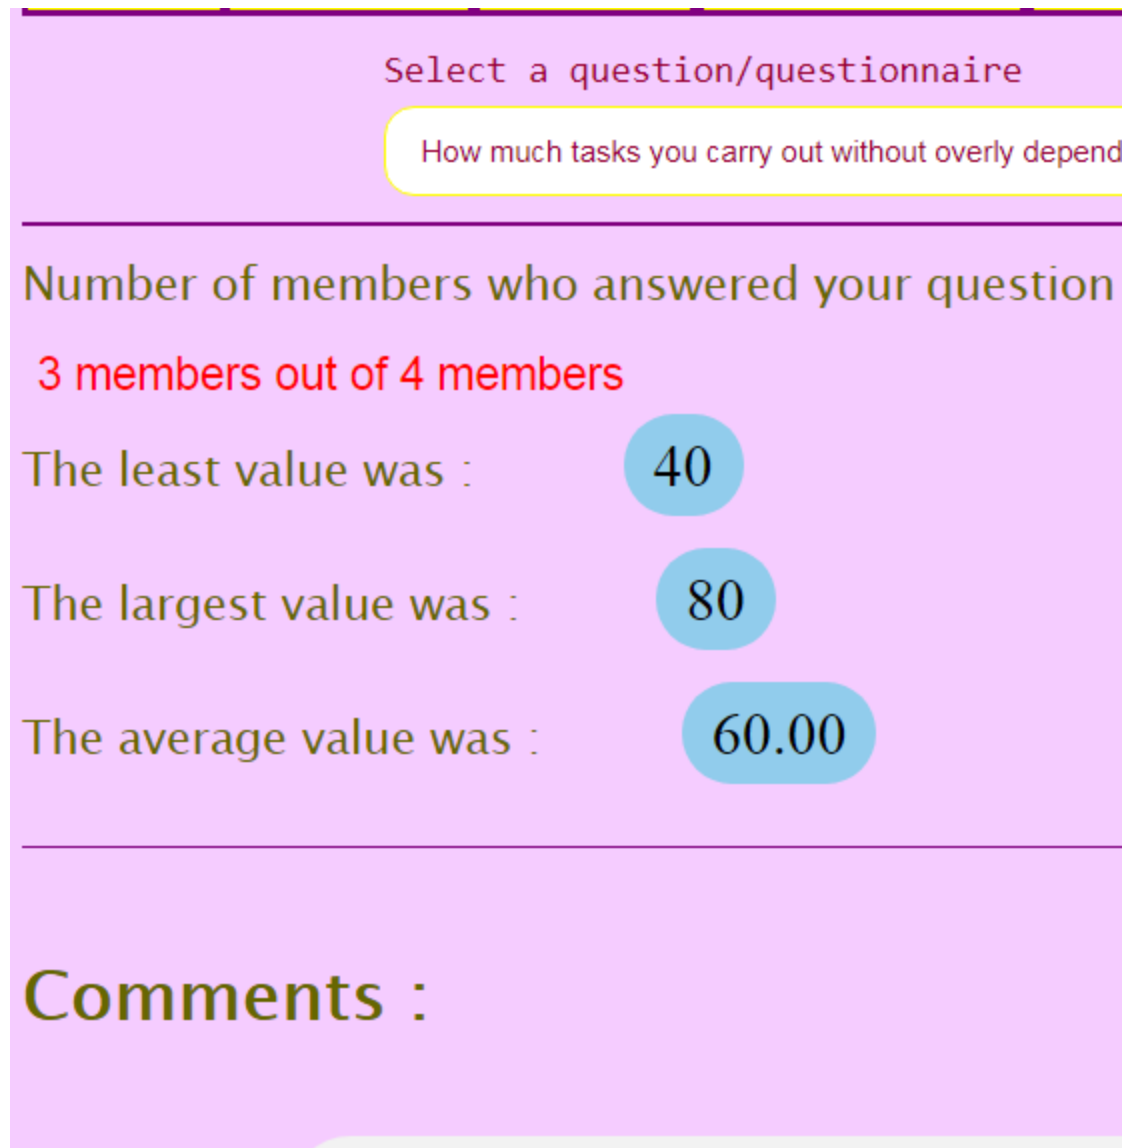 Select a question/questionnaire
How much tasks you carry out without overly depend
Number of members who answered your question
3 members out of 4 members
The least value was : 40
The largest value was : 80
The average value was : 60.00
Comments :